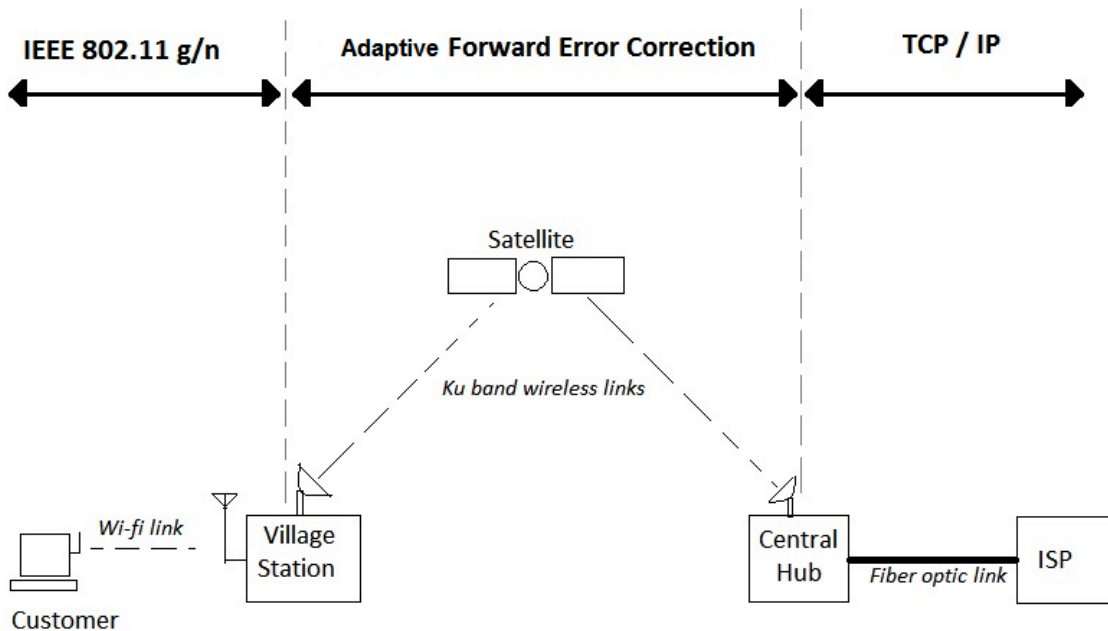 IEEE 802.11 g/n
Adaptive Forward Error Correction
TCP / IP
Satellite
Ku band wireless links
Wi-fi link
Village
Station
Central
Hub
Fiber optic link
ISP
Customer